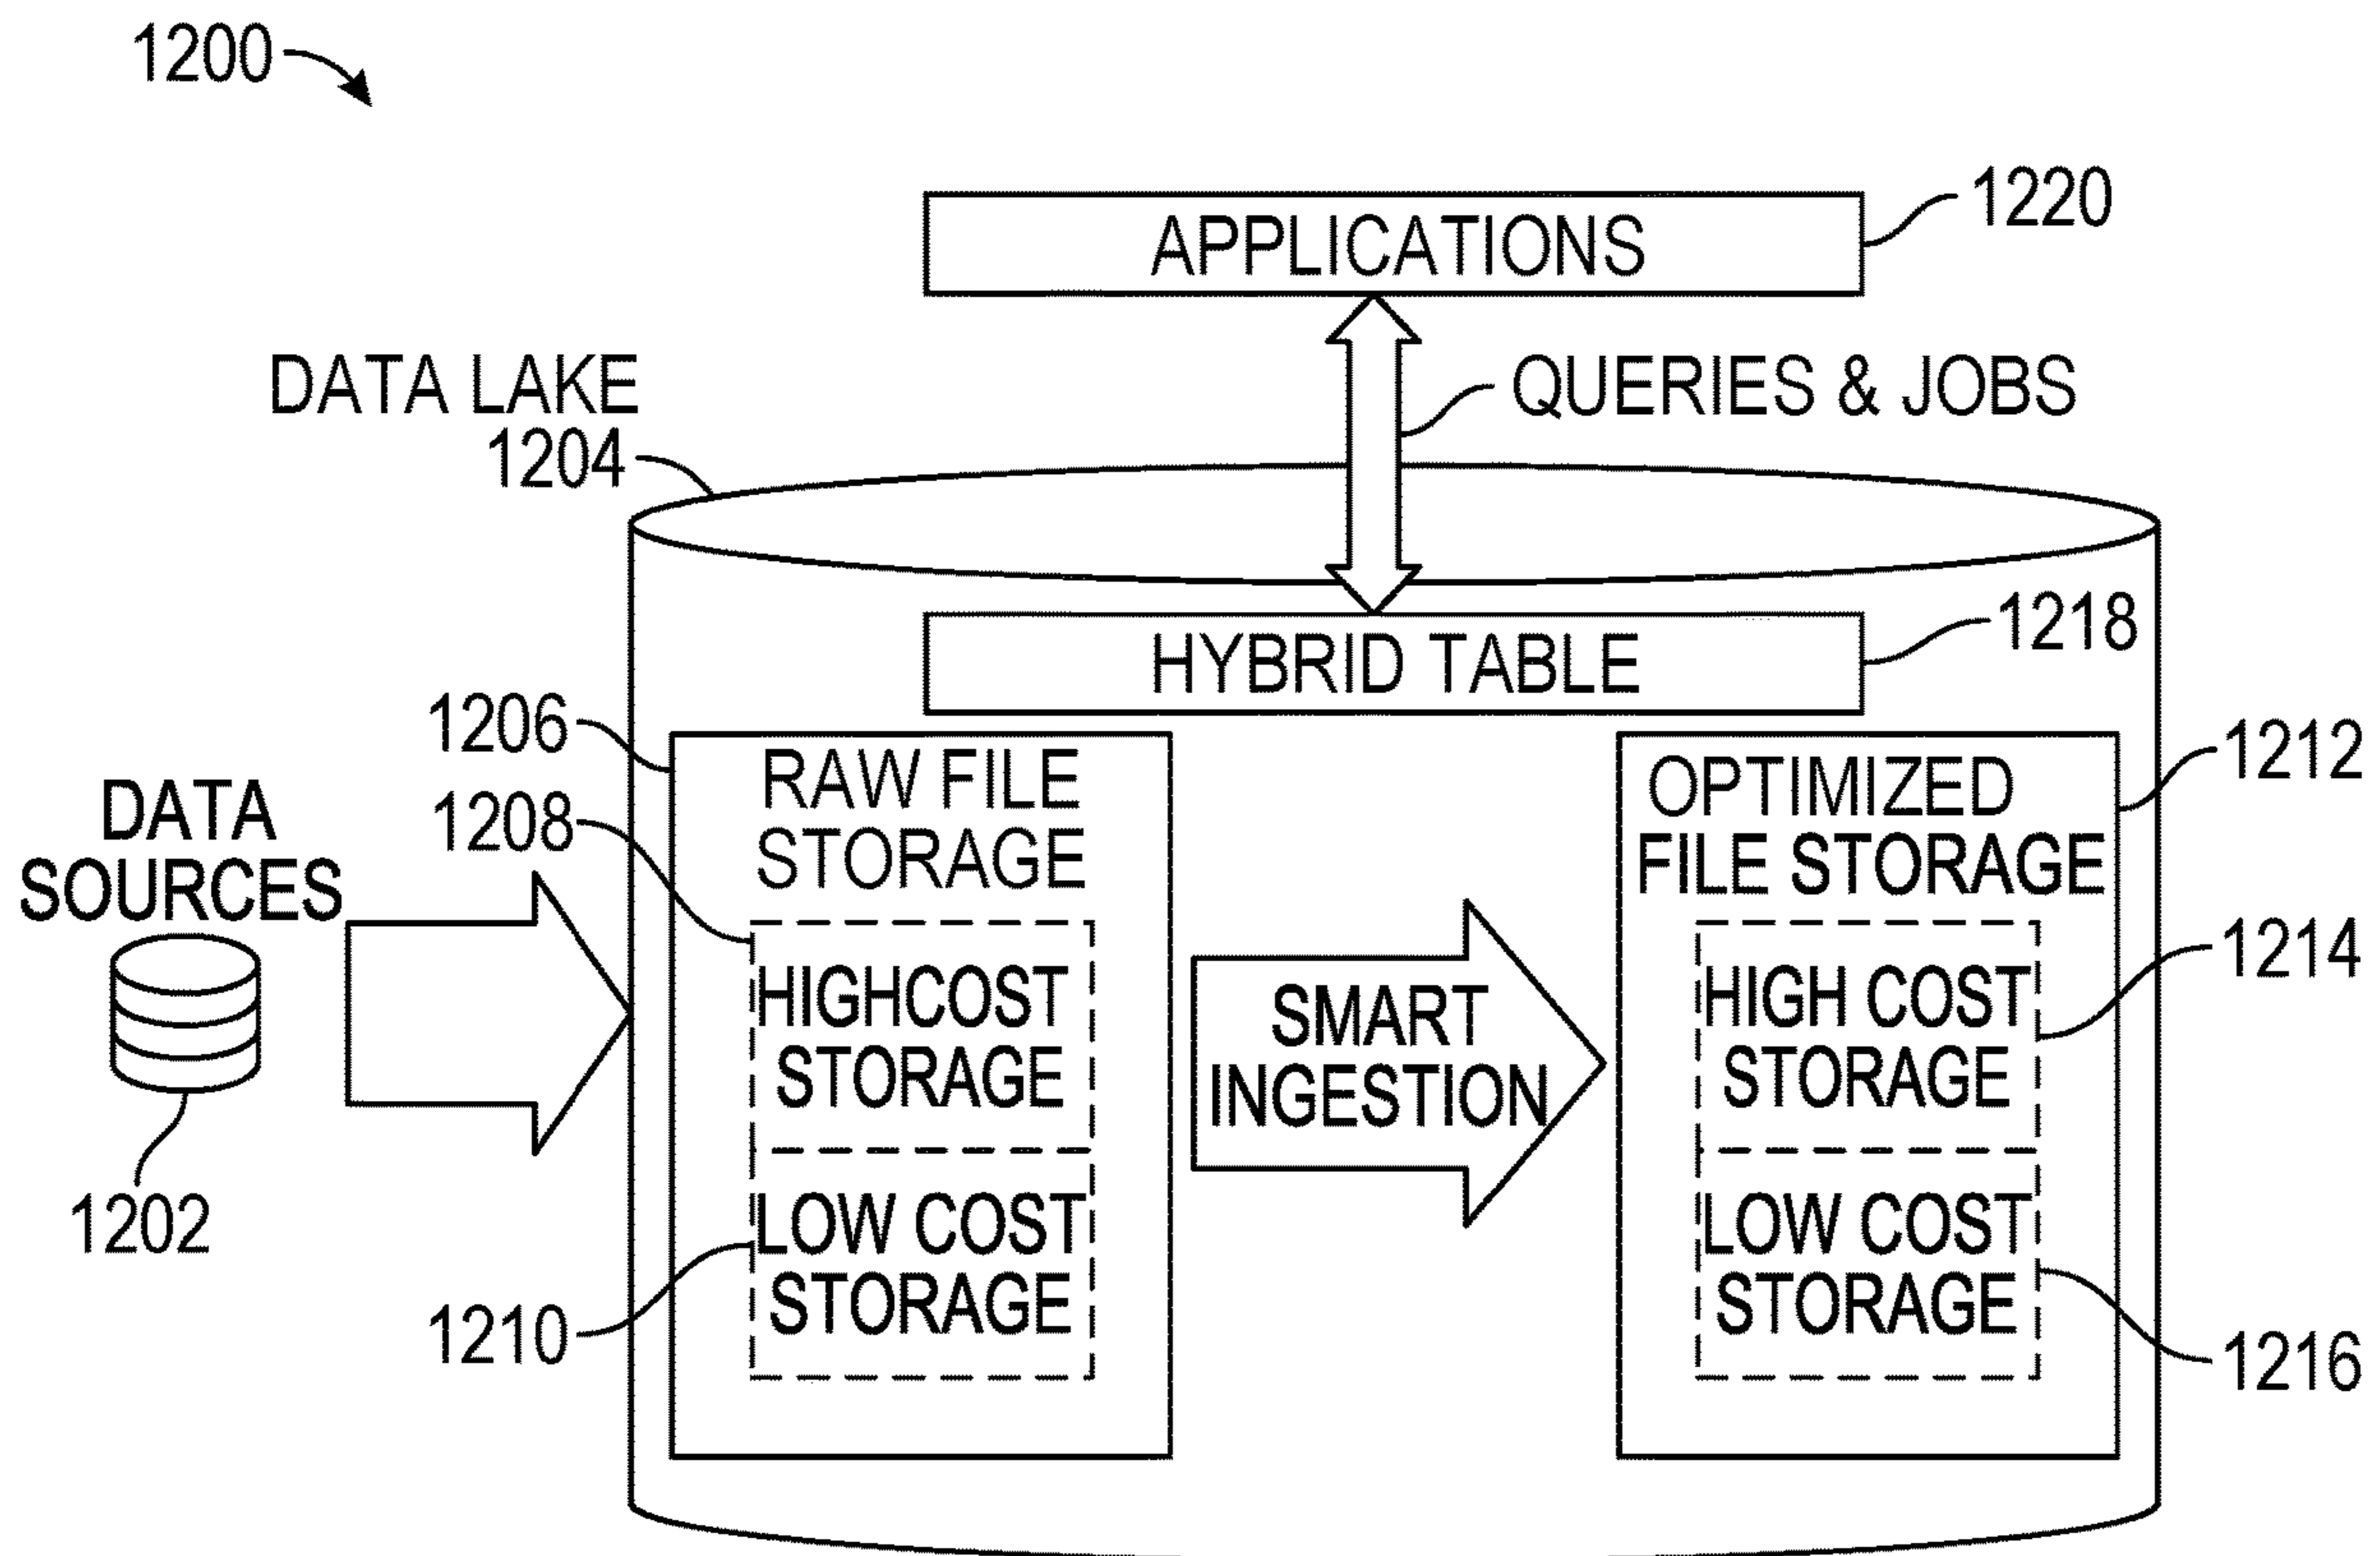 1200
APPLICATIONS
1220
DATA LAKE
1204
QUERIES & JOBS
HYBRID TABLE
1218
1206
RAW FILE
STORAGE
1208
HIGHCOST
STORAGE
LOW COST
STORAGE
1210
DATA
SOURCES
1202
SMART
INGESTION
OPTIMIZED
FILE STORAGE
1212
HIGH COST
STORAGE
1214
LOW COST
STORAGE
1216